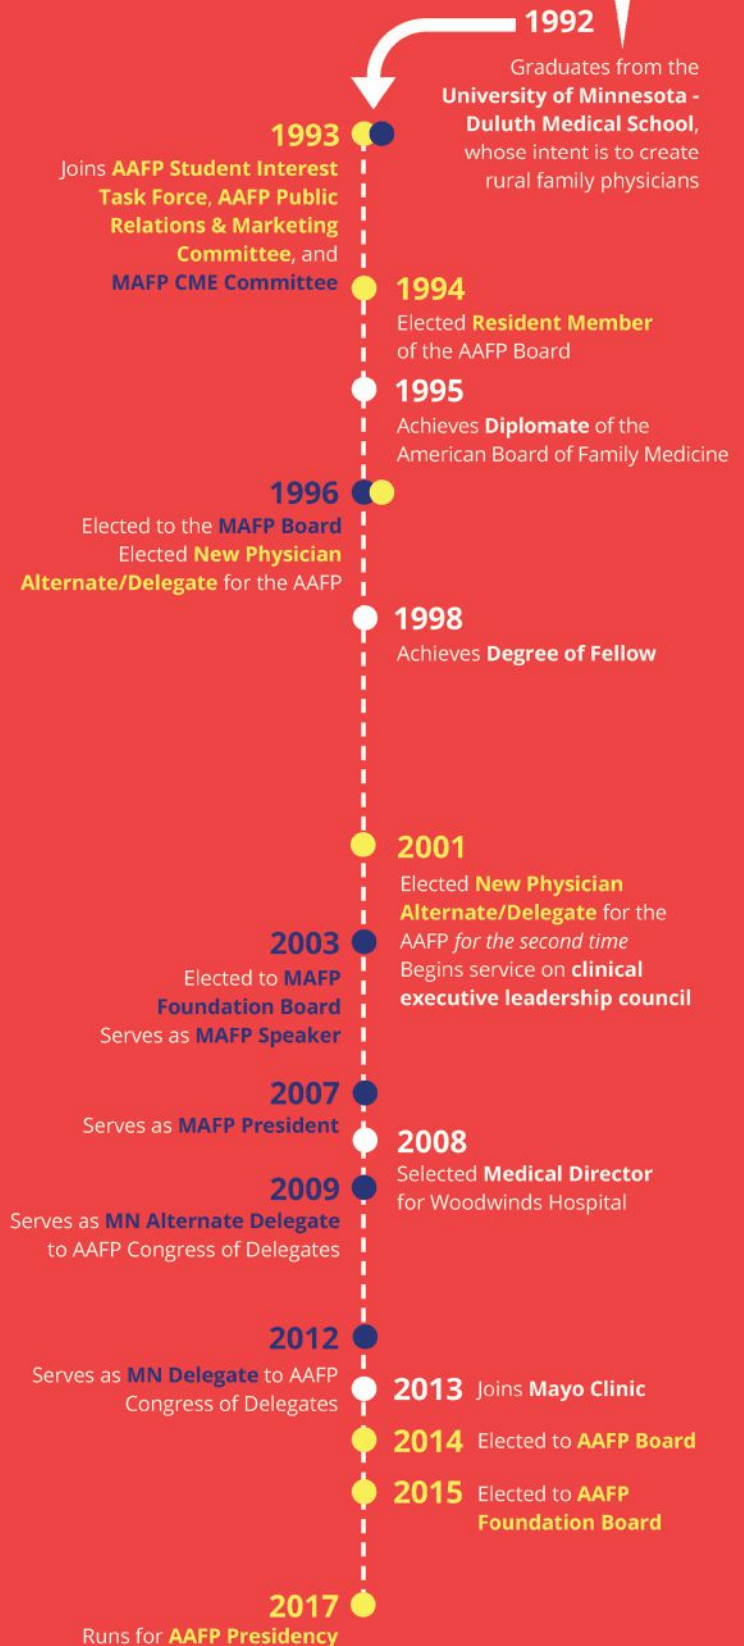 1992
Graduates from the
University of Minnesota -
Duluth Medical School,
whose intent is to create
rural family physicians
1993
Joins AAFP Student Interest
Task Force, AAFP Public
Relations & Marketing
Committee, and
MAFP CME Committee
1994
Elected Resident Member
of the AAFP Board
1995
Achieves Diplomate of the
American Board of Family Medicine
1996
Elected to the MAFP Board
Elected New Physician
Alternate/Delegate for the AAFP
1998
Achieves Degree of Fellow
2001
Elected New Physician
Alternate/Delegate for the
AAFP for the second time
Begins service on clinical
executive leadership council
2003
Elected to MAFP
Foundation Board
Serves as MAFP Speaker
2007
Serves as MAFP President
2008
Selected Medical Director
for Woodwinds Hospital
2009
Serves as MN Alternate Delegate
to AAFP Congress of Delegates
2012
Serves as MN Delegate to AAFP
Congress of Delegates
2013 Joins Mayo Clinic
2014 Elected to AAFP Board
2015 Elected to AAFP
Foundation Board
2017
Runs for AAFP Presidency